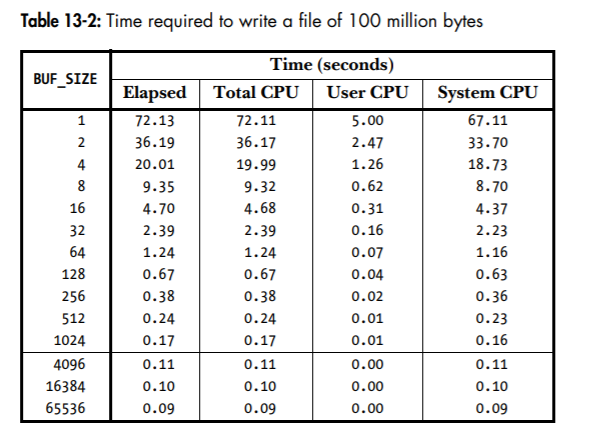 Table 13-2: Time required to write a file of 100 million bytes
BUF_SIZE Time (seconds)
Elapsed Total CPU User CPU System CPU
1 72.13 72.11 5.00 67.11
2 36.19 36.17 2.47 33.70
4 20.01 19.99 1.26 18.73
8 9.35 9.32 0.62 8.70
16 4.70 4.68 0.31 4.37
32 2.39 2.39 0.16 2.23
64 1.24 1.24 0.07 1.16
128 0.67 0.67 0.04 0.63
256 0.38 0.38 0.02 0.36
512 0.24 0.24 0.01 0.23
1024 0.17 0.17 0.01 0.16
4096 0.11 0.11 0.00 0.11
16384 0.10 0.10 0.00 0.10
65536 0.09 0.09 0.00 0.09